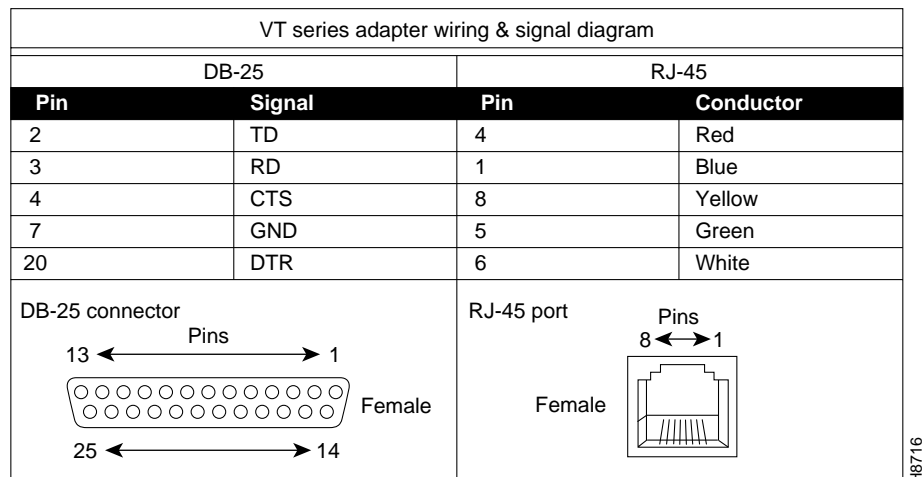 VT series adapter wiring & signal diagram
DB-25 RJ-45
Pin Signal Pin Conductor
2 TD 4 Red
3 RD 1 Blue
4 CTS 8 Yellow
7 GND 5 Green
20 DTR 6 White
DB-25 connector
Pins
13 1
Female
25 14
RJ-45 port
Pins
8 1
Female
H8716